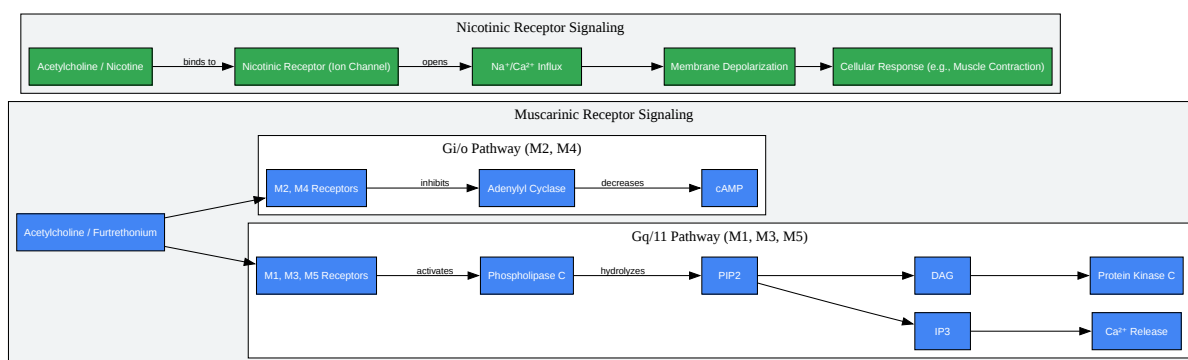 Nicotinic Receptor Signaling
Acetylcholine / Nicotine
binds to
Nicotinic Receptor (Ion Channel)
opens
Na⁺/Ca²⁺ Influx
Membrane Depolarization
Cellular Response (e.g., Muscle Contraction)
Muscarinic Receptor Signaling
Gi/o Pathway (M2, M4)
M2, M4 Receptors
inhibits
Adenylyl Cyclase
decreases
cAMP
Acetylcholine / Furtrethonium
Gq/11 Pathway (M1, M3, M5)
M1, M3, M5 Receptors
activates
Phospholipase C
hydrolyzes
PIP2
DAG
Protein Kinase C
IP3
Ca²⁺ Release